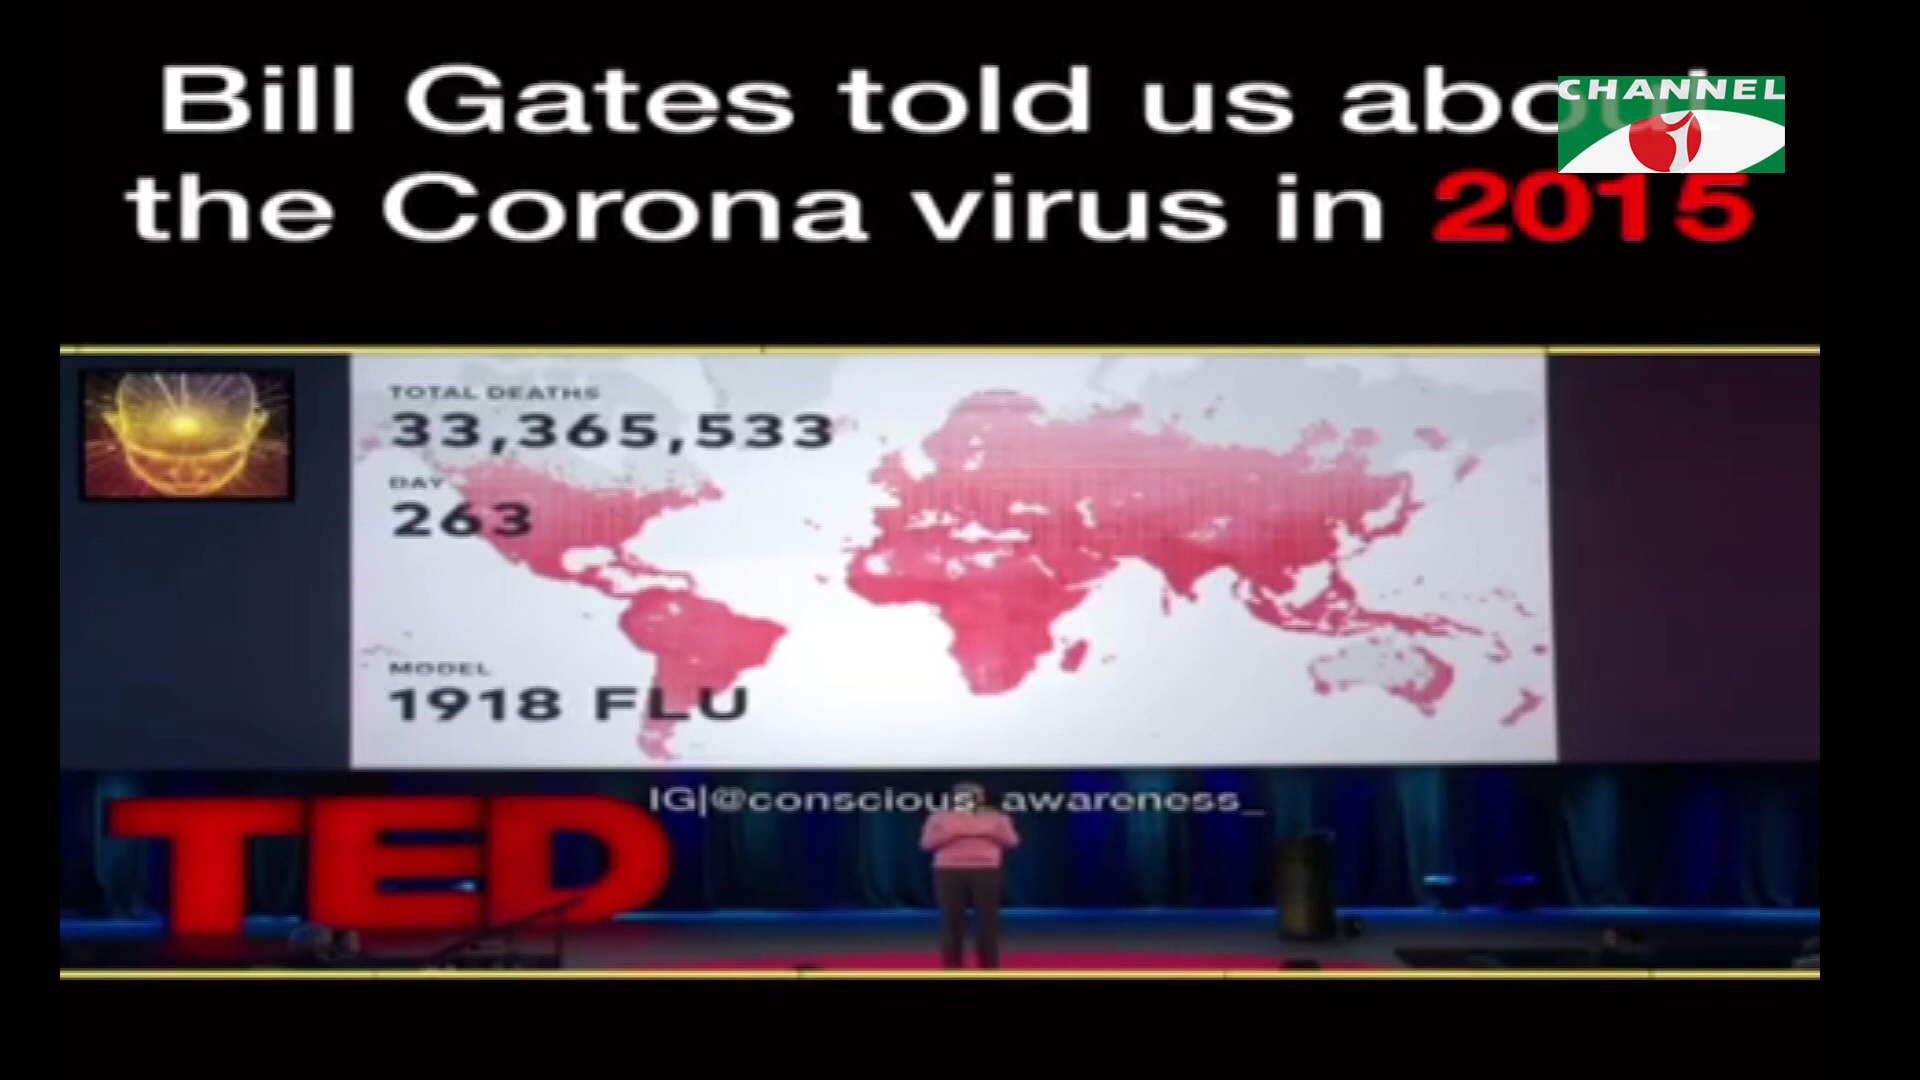 Bill Gates told us about
CHANNEL
the Corona virus in 2015
TOTAL DEATHS
33,365,533
DAY
263
MODEL
1918 FLU
IG|@conscious_awareness_
TED